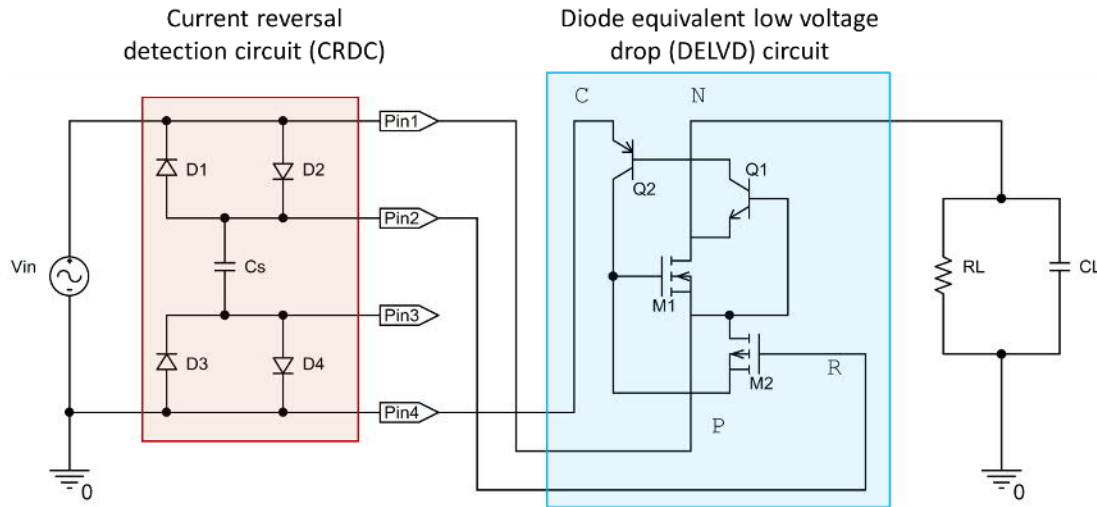 Current reversal
detection circuit (CRDC)
Diode equivalent low voltage
drop (DELVD) circuit
C
N
Pin1
D1
D2
Q1
Q2
Pin2
Vin
Cs
M1
RL
CL
Pin3
D3
D4
M2
R
Pin4
P
0
0